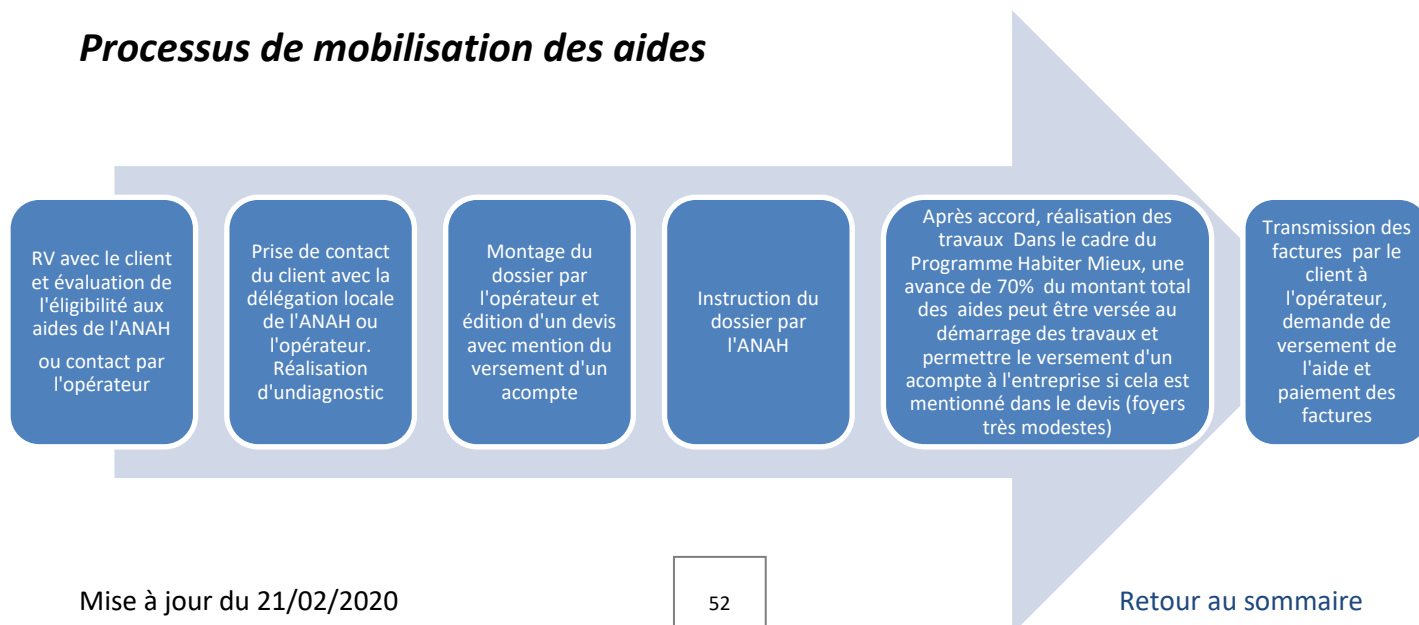 Processus de mobilisation des aides
RV avec le client
et évaluation de
l'éligibilité aux
aides de l'ANAH
ou contact par
l'opérateur
Prise de contact
du client avec la
délégation locale
de l'ANAH ou
l'opérateur.
Réalisation
d'undiagnostic
Montage du
dossier par
l'opérateur et
édition d'un devis
avec mention du
versement d'un
acompte
Instruction du
dossier par
l'ANAH
Après accord, réalisation des
travaux  Dans le cadre du
Programme Habiter Mieux, une
avance de 70%  du montant total
des  aides peut être versée au
démarrage des travaux et
permettre le versement d'un
acompte à l'entreprise si cela est
mentionné dans le devis (foyers
très modestes)
Transmission des
factures  par le
client à
l'opérateur,
demande de
versement de
l'aide et
paiement des
factures
Mise à jour du 21/02/2020
52
Retour au sommaire